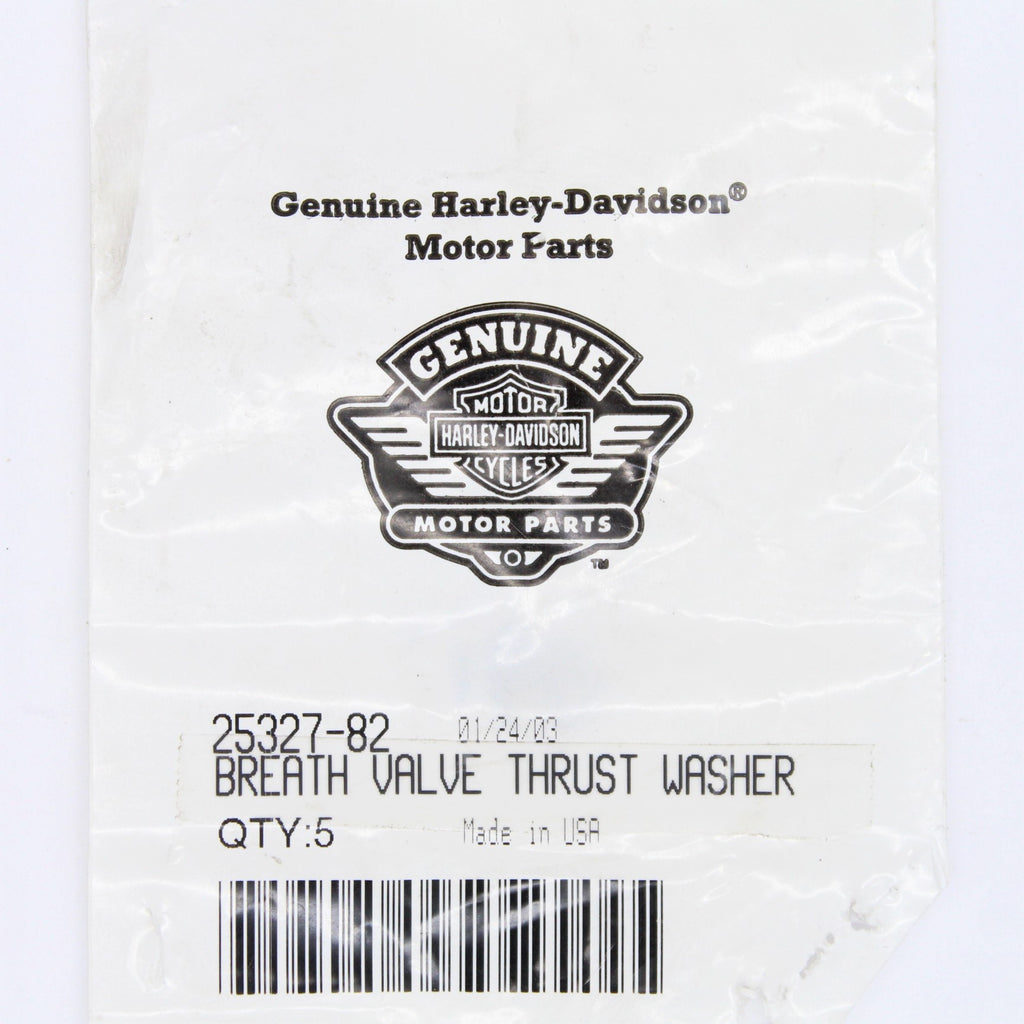 Genuine Harley-Davidson®
Motor Parts
GENUINE
MOTOR
HARLEY-DAVIDSON
CYCLES
MOTOR PARTS
TM
25327-82 01/24/03
BREATH VALVE THRUST WASHER
QTY:5 Made in USA